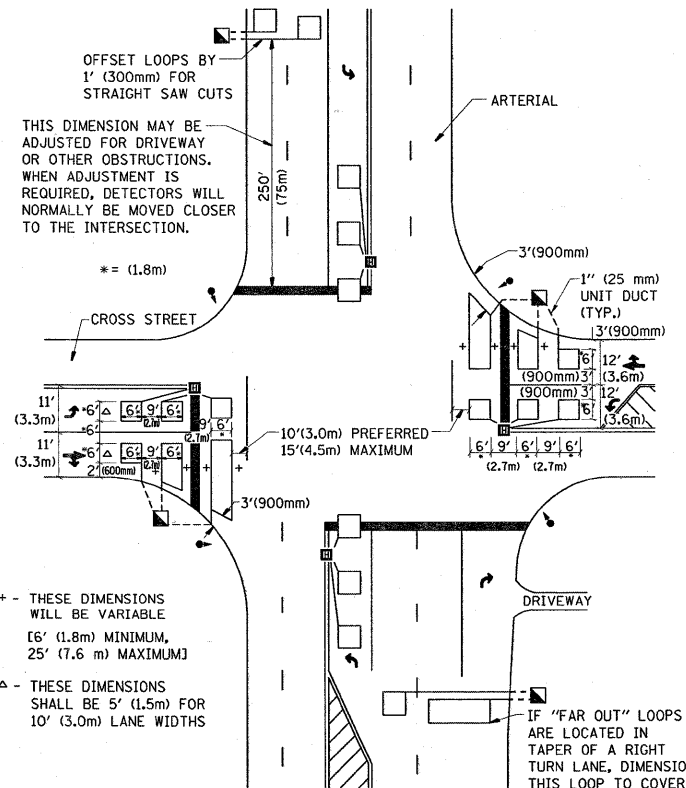 OFFSET LOOPS BY
1' (300mm) FOR
STRAIGHT SAW CUTS
ARTERIAL
THIS DIMENSION MAY BE
ADJUSTED FOR DRIVEWAY
OR OTHER OBSTRUCTIONS.
WHEN ADJUSTMENT IS
REQUIRED, DETECTORS WILL
NORMALLY BE MOVED CLOSER
TO THE INTERSECTION.
250'
(75m)
* = (1.8m)
3'(900mm)
1" (25 mm)
UNIT DUCT
(TYP.)
CROSS STREET
3'(900mm)
*6' 12'
(900mm)3' (3.6m)
(900mm)3' 12'
*6' (3.6m)
11'
(3.3m)
*6' △ 6' 9' 6'
(2.7m)
9' 6'
*6'
(2.7m) *
11'
(3.3m)
*6' △ 6' 9' 6'
(2.7m)
2' (600mm)
10'(3.0m) PREFERRED
15'(4.5m) MAXIMUM
6' 9' 6' 9' 6'
* (2.7m) * (2.7m) *
3'(900mm)
+ - THESE DIMENSIONS
WILL BE VARIABLE
[6' (1.8m) MINIMUM,
25' (7.6 m) MAXIMUM]
DRIVEWAY
△ - THESE DIMENSIONS
SHALL BE 5' (1.5m) FOR
10' (3.0m) LANE WIDTHS
IF "FAR OUT" LOOPS
ARE LOCATED IN
TAPER OF A RIGHT
TURN LANE, DIMENSIO
THIS LOOP TO COVER